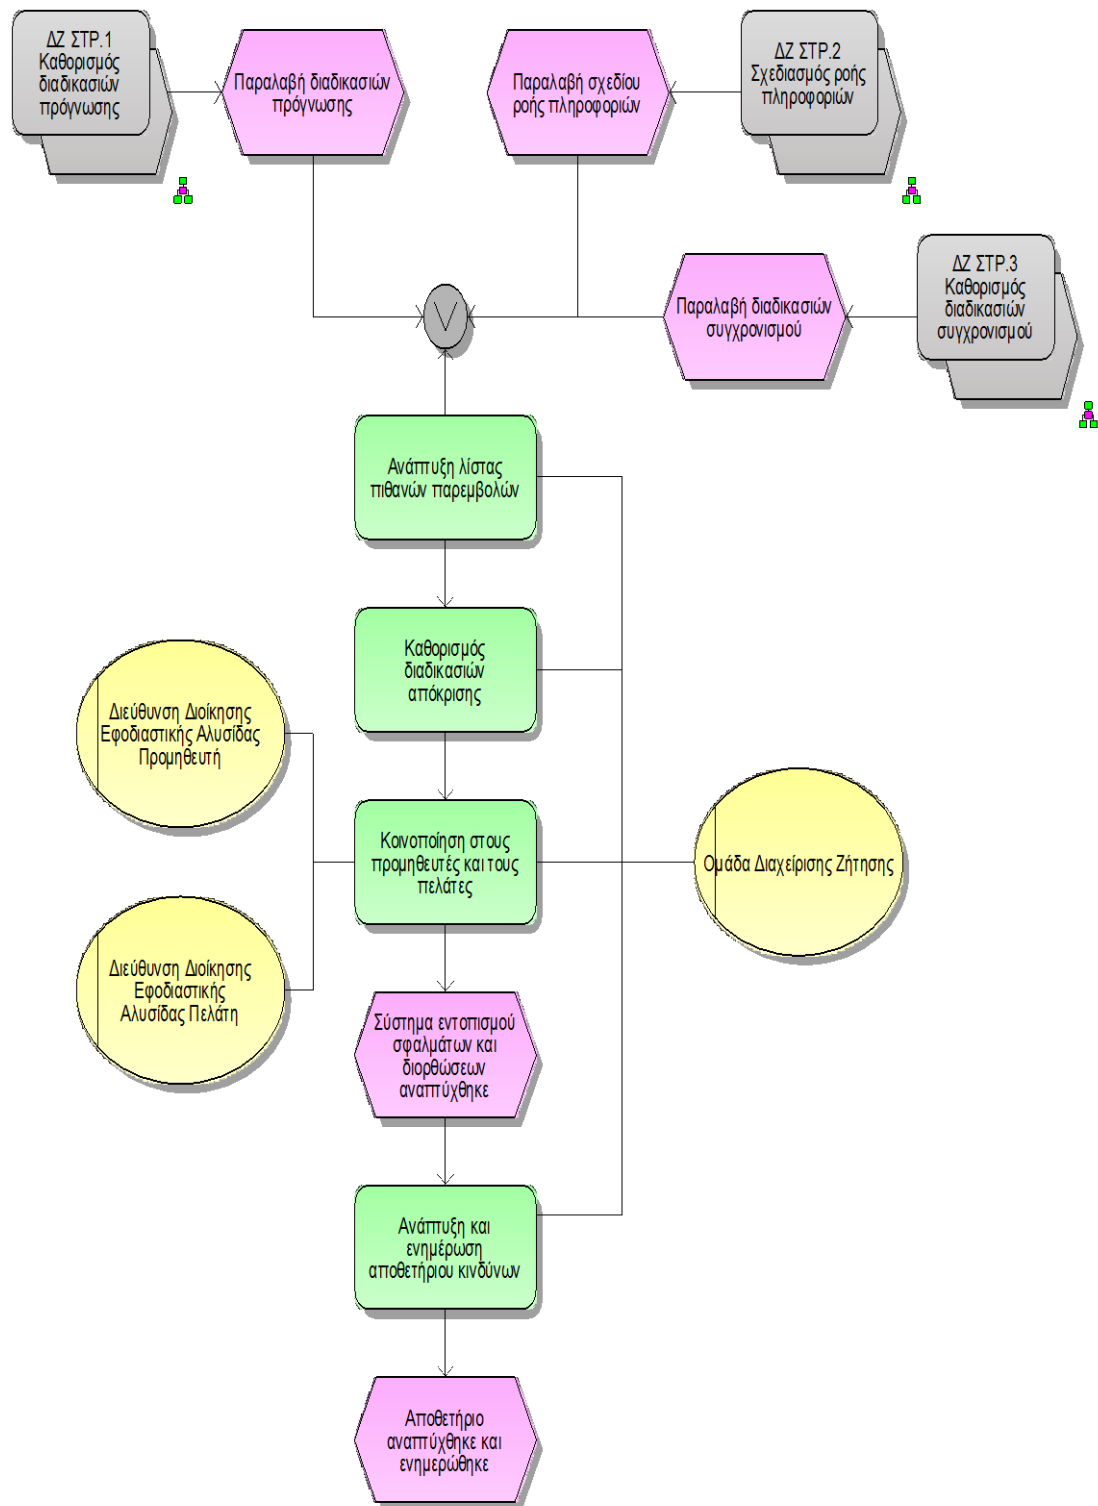 ΔΖ ΣΤΡ.1
Καθορισμός
διαδικασιών
πρόγνωσης
Παραλαβή διαδικασιών
πρόγνωσης
Παραλαβή σχεδίου
ροής πληροφοριών
ΔΖ ΣΤΡ.2
Σχεδιασμός ροής
πληροφοριών
Παραλαβή διαδικασιών
συγχρονισμού
ΔΖ ΣΤΡ.3
Καθορισμός
διαδικασιών
συγχρονισμού
Ανάπτυξη λίστας
πιθανών παρεμβολών
Καθορισμός
διαδικασιών
απόκρισης
Διεύθυνση Διοίκησης
Εφοδιαστικής Αλυσίδας
Προμηθευτή
Κοινοποίηση στους
προμηθευτές και τους
πελάτες
Ομάδα Διαχείρισης Ζήτησης
Διεύθυνση Διοίκησης
Εφοδιαστικής
Αλυσίδας Πελάτη
Σύστημα εντοπισμού
σφαλμάτων και
διορθώσεων
αναπτύχθηκε
Ανάπτυξη και
ενημέρωση
αποθετήριου κινδύνων
Αποθετήριο
αναπτύχθηκε και
ενημερώθηκε